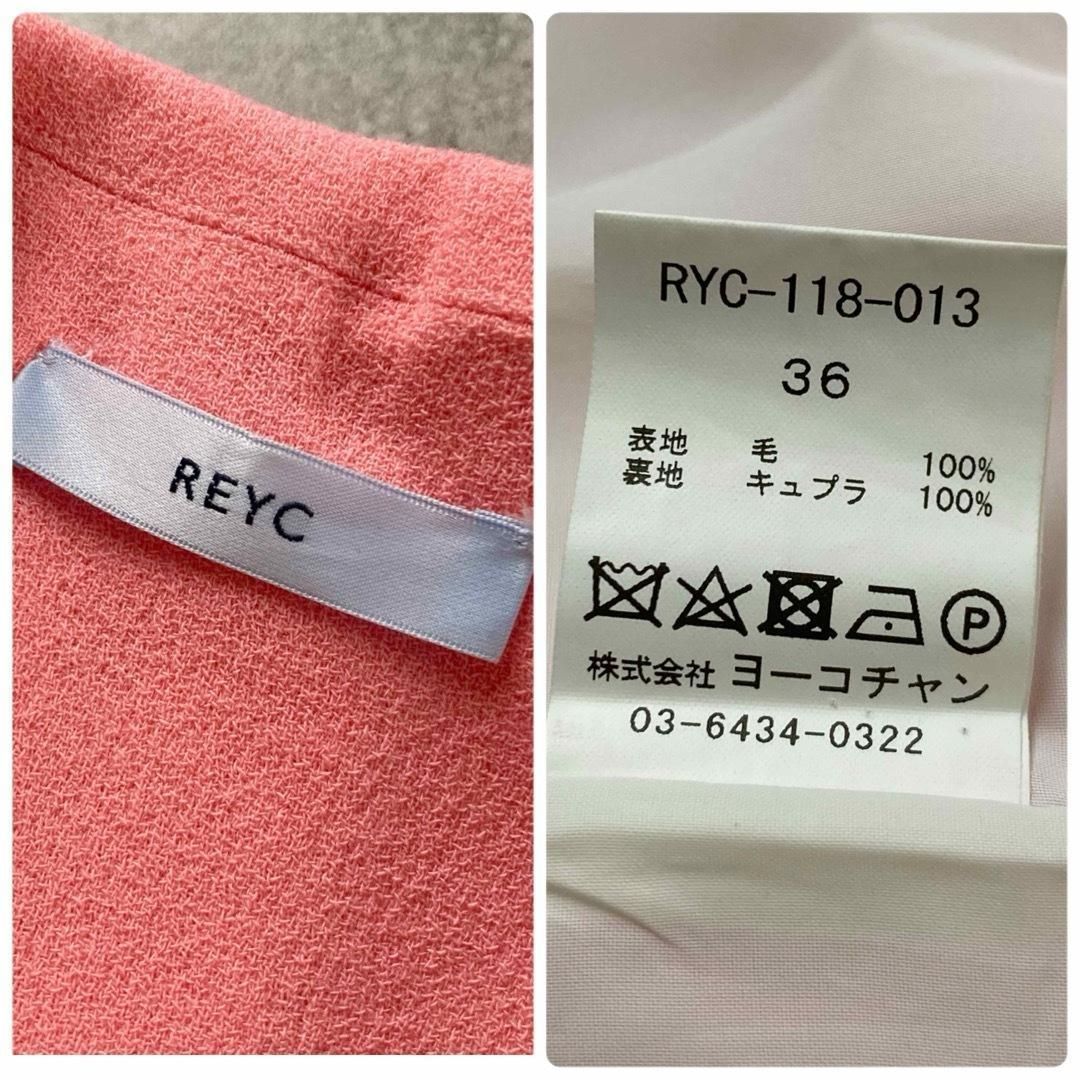 REYC
RYC-118-013
36
表地 毛 100%
裏地 キュプラ 100%
P
株式会社 ヨーコチャン
03-6434-0322